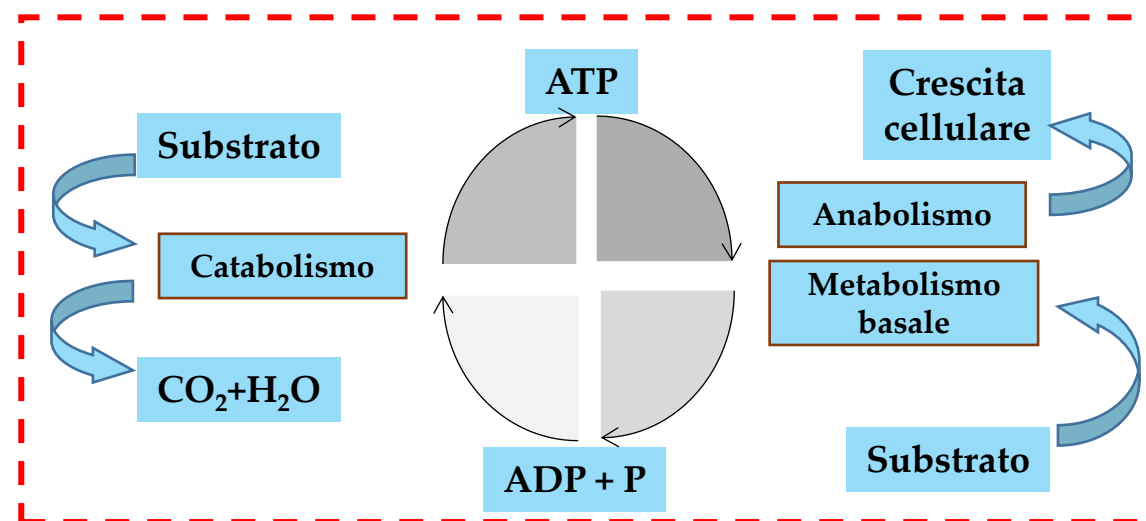 ATP
Substrato
Catabolismo
CO₂+H₂O
ADP + P
Crescita
cellulare
Anabolismo
Metabolismo
basale
Substrato